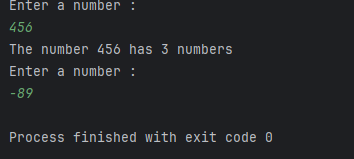 Enter a number :
456
The number 456 has 3 numbers
Enter a number :
-89
Process finished with exit code 0